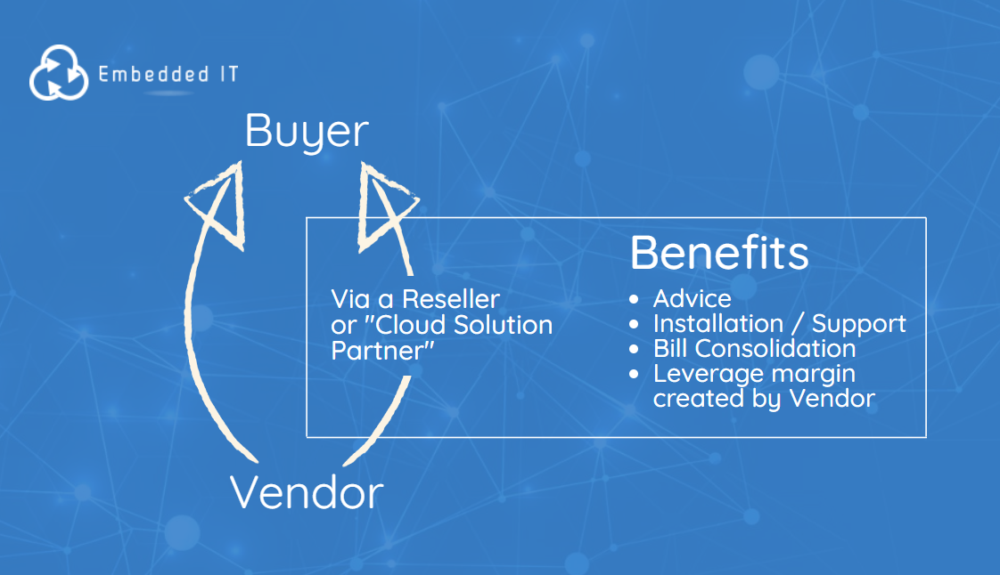 Embedded IT
Buyer
Via a Reseller
or "Cloud Solution
Partner"
Benefits
• Advice
• Installation / Support
• Bill Consolidation
• Leverage margin
created by Vendor
Vendor